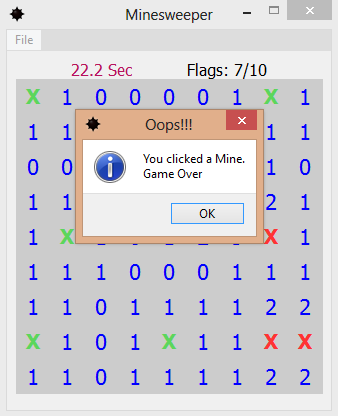 Minesweeper
File
22.2 Sec Flags: 7/10
X 1 0 0 0 0 1 X 1
1 1 1 1
Oops!!!
You clicked a Mine.
Game Over
0 0 1 0
1 1 2 1
OK
1 X X 1
1 1 1 0 0 0 1 1 1
1 1 0 1 1 1 1 2 2
X 1 0 1 X 1 1 X X
1 1 0 1 1 1 1 2 2